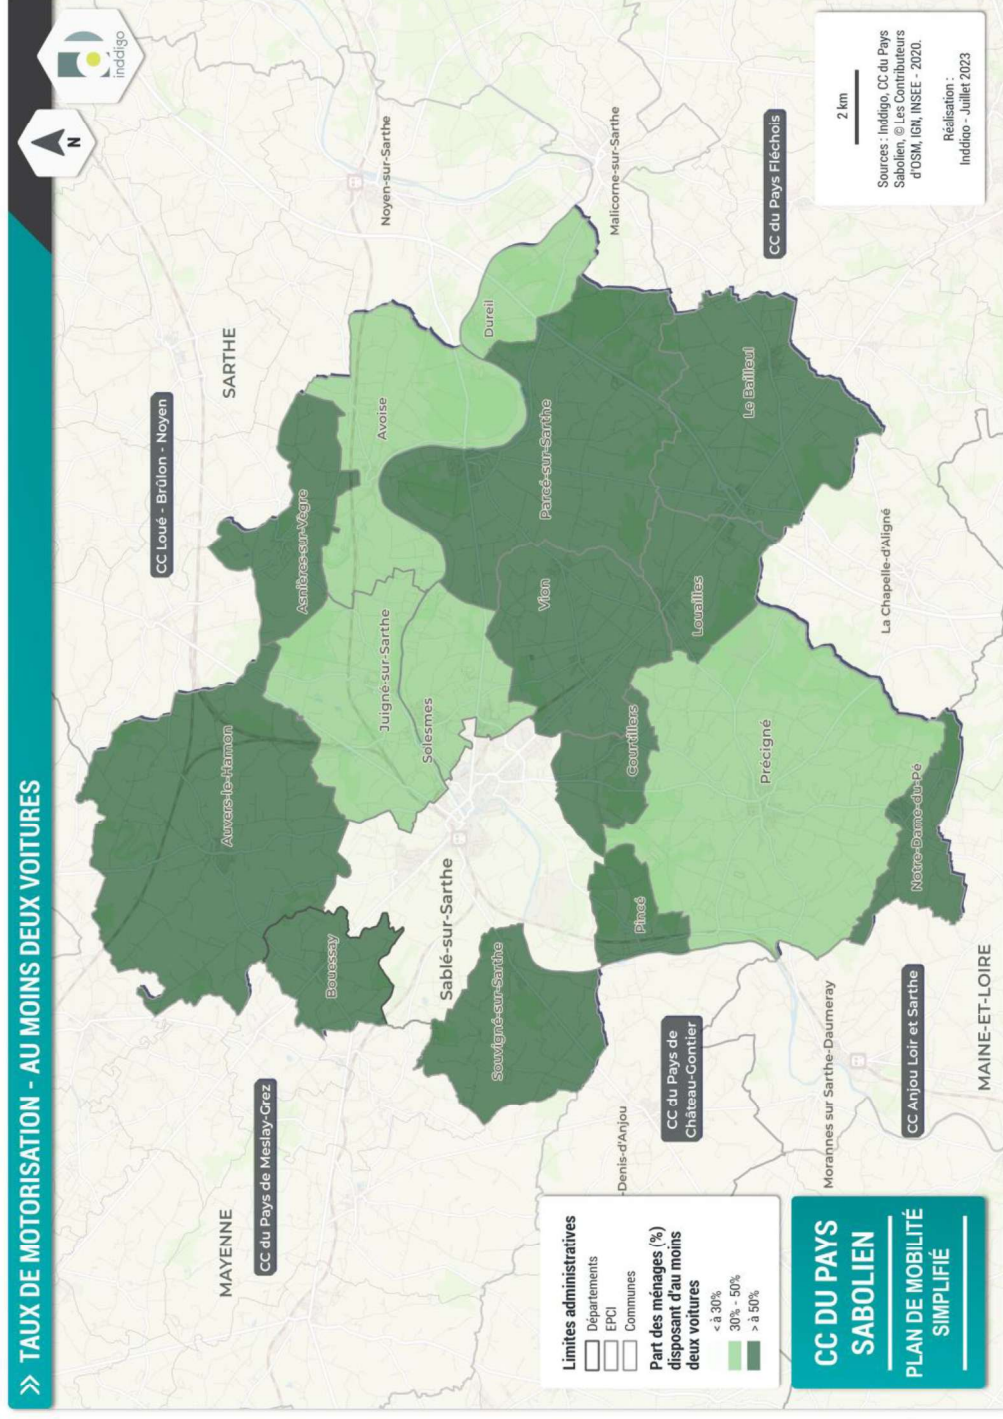 >> TAUX DE MOTORISATION - AU MOINS DEUX VOITURES
N
inddigo
MAYENNE
SARTHE
MAINE-ET-LOIRE
CC du Pays de Meslay-Grez
CC Loué - Brûlon - Noyen
CC du Pays Fléchois
CC du Pays de
Château-Gontier
CC Anjou Loir et Sarthe
Auvers-le-Hamon
Bouessay
Asnières-sur-Vègre
Avoise
Juigné-sur-Sarthe
Solesmes
Sablé-sur-Sarthe
Souvigné-sur-Sarthe
Dureil
Parcé-sur-Sarthe
Vion
Courtillers
Louailles
Le Bailleul
Pincé
Précigné
Notre-Dame-du-Pé
Noyen-sur-Sarthe
Malicorne-sur-Sarthe
La Chapelle-d'Aligné
-Denis-d'Anjou
Morannes sur Sarthe-Daumeray
Limites administratives
Départements
EPCI
Communes
Part des ménages (%)
disposant d'au moins
deux voitures
< à 30%
30% - 50%
> à 50%
CC DU PAYS
SABOLIEN
PLAN DE MOBILITÉ
SIMPLIFIÉ
2 km
Sources : Inddigo, CC du Pays
Sabolien, © Les Contributeurs
d'OSM, IGN, INSEE - 2020.
Réalisation :
Inddigo - Juillet 2023